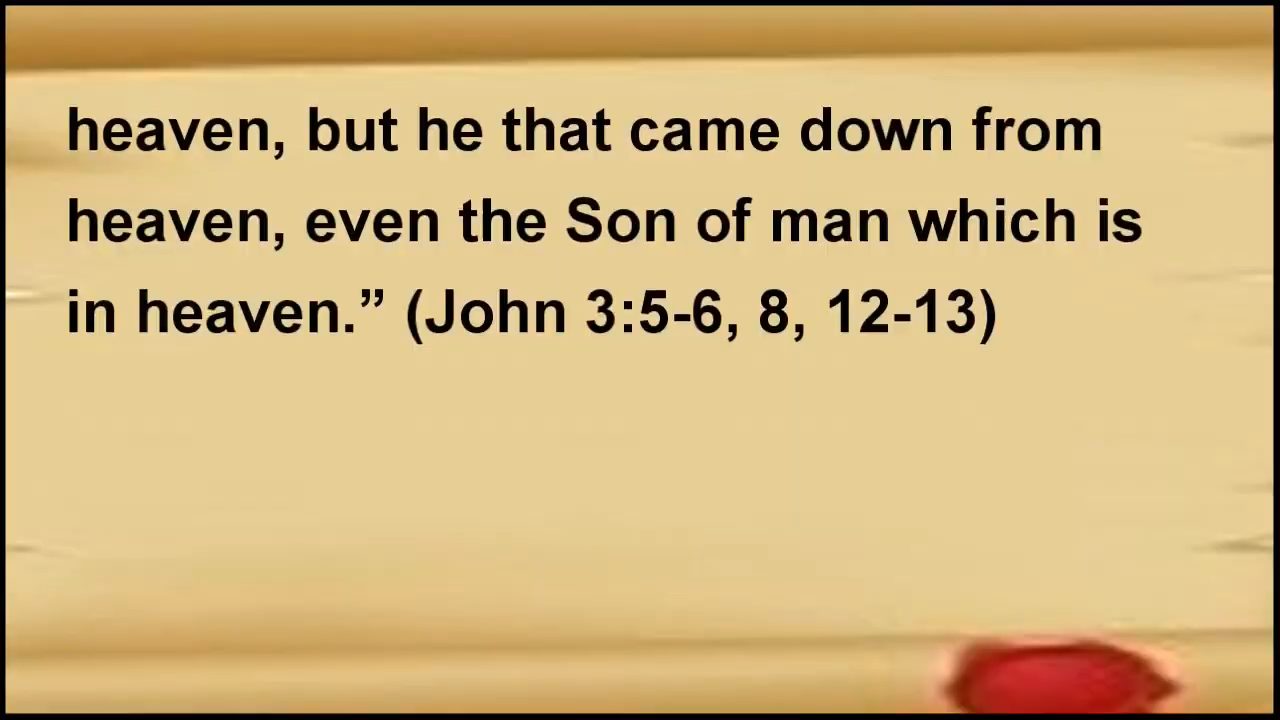 heaven, but he that came down from
heaven, even the Son of man which is
in heaven.” (John 3:5-6, 8, 12-13)